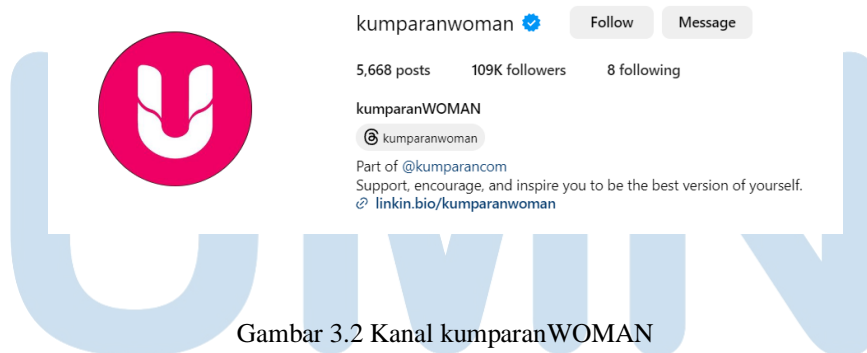 kumparanwoman
Follow
Message
5,668 posts 109K followers 8 following
kumparanWOMAN
kumparanwoman
Part of @kumparancom
Support, encourage, and inspire you to be the best version of yourself.
linkin.bio/kumparanwoman
UMN
Gambar 3.2 Kanal kumparanWOMAN